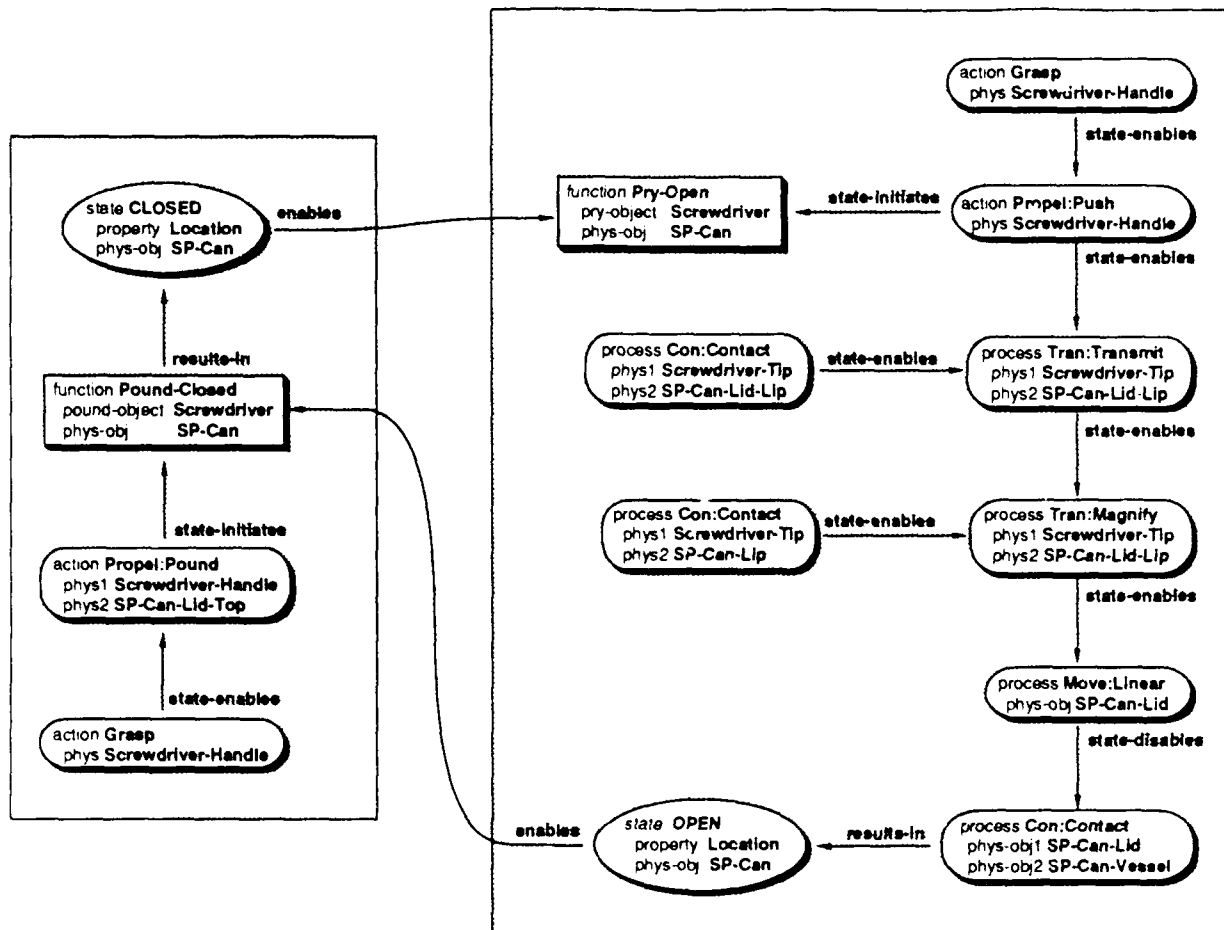 state CLOSED
property Location
phys-obj SP-Can
enables
results-in
function Pound-Closed
pound-object Screwdriver
phys-obj SP-Can
state-initiates
action Propel:Pound
phys1 Screwdriver-Handle
phys2 SP-Can-Lid-Top
state-enables
action Grasp
phys Screwdriver-Handle
action Grasp
phys Screwdriver-Handle
state-enables
function Pry-Open
pry-object Screwdriver
phys-obj SP-Can
state-initiates
action Propel:Push
phys Screwdriver-Handle
state-enables
process Con:Contact
phys1 Screwdriver-Tip
phys2 SP-Can-Lid-Lip
state-enables
process Tran:Transmit
phys1 Screwdriver-Tip
phys2 SP-Can-Lid-Lip
state-enables
process Con:Contact
phys1 Screwdriver-Tip
phys2 SP-Can-Lip
state-enables
process Tran:Magnify
phys1 Screwdriver-Tip
phys2 SP-Can-Lid-Lip
state-enables
process Move:Linear
phys-obj SP-Can-Lid
state-disables
enables
state OPEN
property Location
phys-obj SP-Can
results-in
process Con:Contact
phys-obj1 SP-Can-Lid
phys-obj2 SP-Can-Vessel